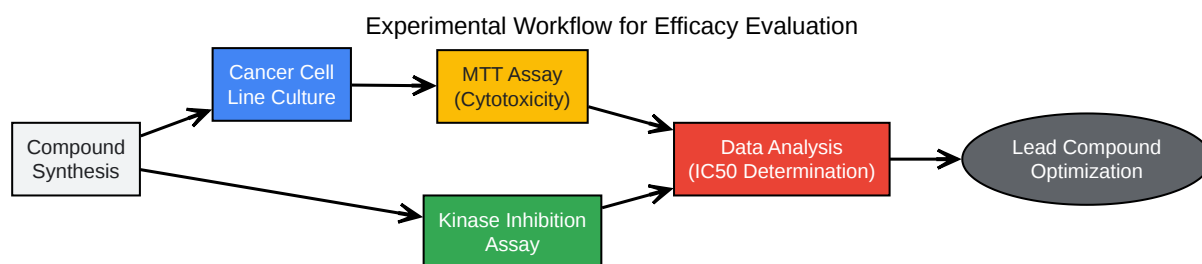 Experimental Workflow for Efficacy Evaluation
Cancer Cell
Line Culture
MTT Assay
(Cytotoxicity)
Compound
Synthesis
Data Analysis
(IC50 Determination)
Lead Compound
Optimization
Kinase Inhibition
Assay